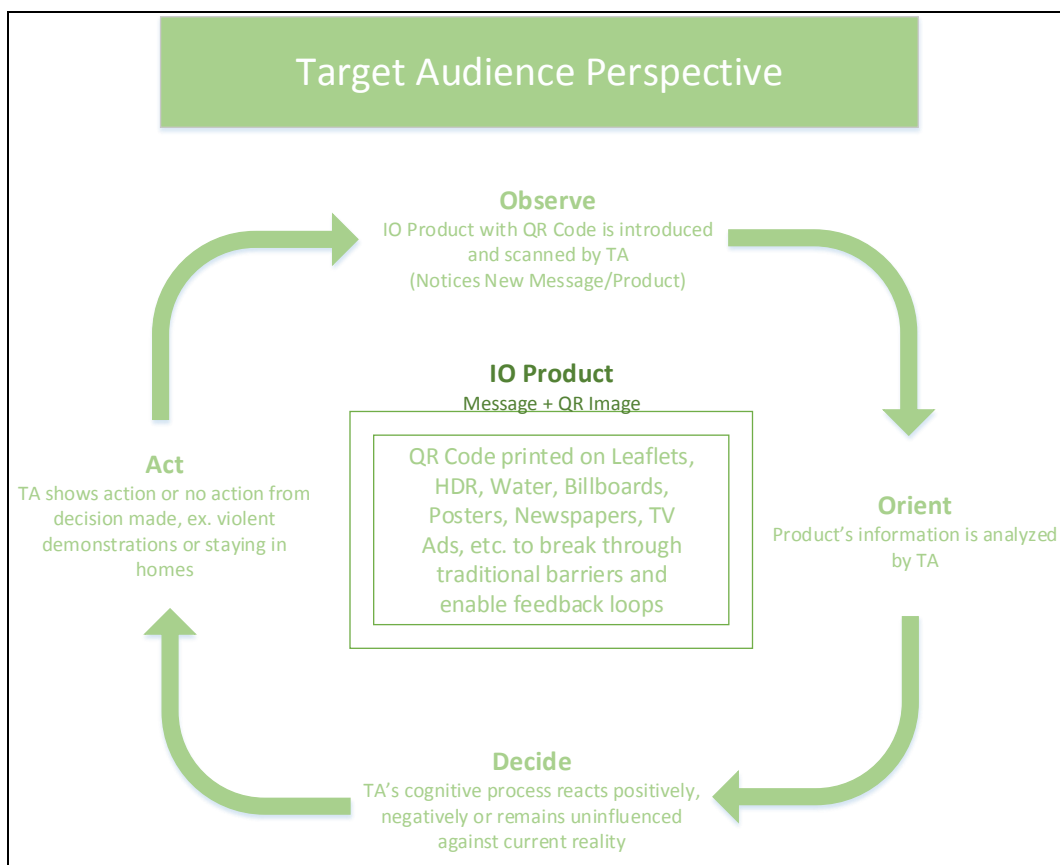 Target Audience Perspective
Observe
IO Product with QR Code is introduced
and scanned by TA
(Notices New Message/Product)
IO Product
Message + QR Image
QR Code printed on Leaflets,
HDR, Water, Billboards,
Posters, Newspapers, TV
Ads, etc. to break through
traditional barriers and
enable feedback loops
Act
TA shows action or no action from
decision made, ex. violent
demonstrations or staying in
homes
Orient
Product’s information is analyzed
by TA
Decide
TA’s cognitive process reacts positively,
negatively or remains uninfluenced
against current reality